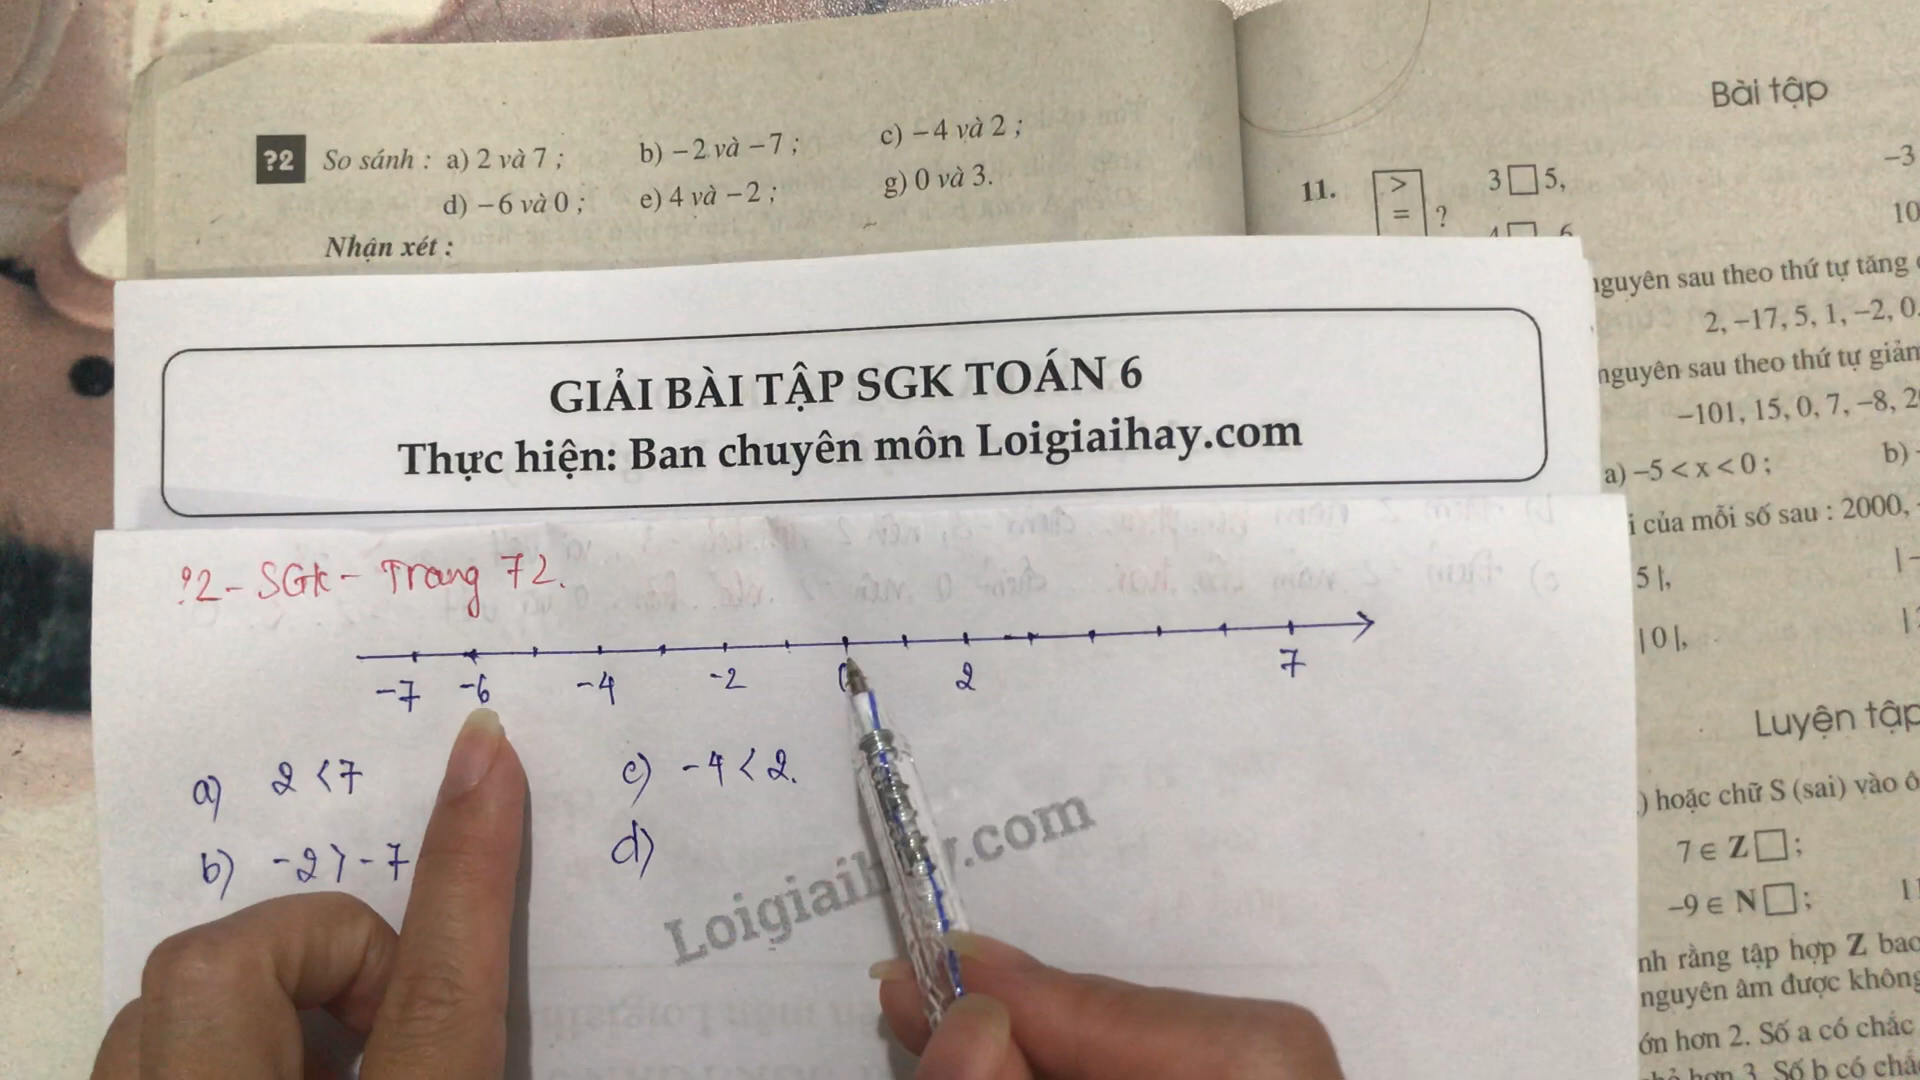 ?2 So sánh : a) 2 và 7 ; b) −2 và −7 ; c) −4 và 2 ;
d) −6 và 0 ; e) 4 và −2 ; g) 0 và 3.
Nhận xét :
Bài tập
11. > = ? 3 □ 5, −3
10
nguyên sau theo thứ tự tăng
2, −17, 5, 1, −2, 0.
nguyên sau theo thứ tự giảm
−101, 15, 0, 7, −8, 2
a) −5 < x < 0 ; b)
i của mỗi số sau : 2000,
5 |,
| 0 |,
Luyện tập
) hoặc chữ S (sai) vào ô
7 ∈ Z □ ;
−9 ∈ N □ ;
nh rằng tập hợp Z bao
nguyên âm được không
ớn hơn 2. Số a có chắc
hơn 3. Số b có chắ
GIẢI BÀI TẬP SGK TOÁN 6
Thực hiện: Ban chuyên môn Loigiaihay.com
?2 - SGK - Trang 72.
-7 -6 -4 -2 0 2 7
a) 2 < 7 c) -4 < 2.
b) -2 > -7 d)
Loigiaihay.com